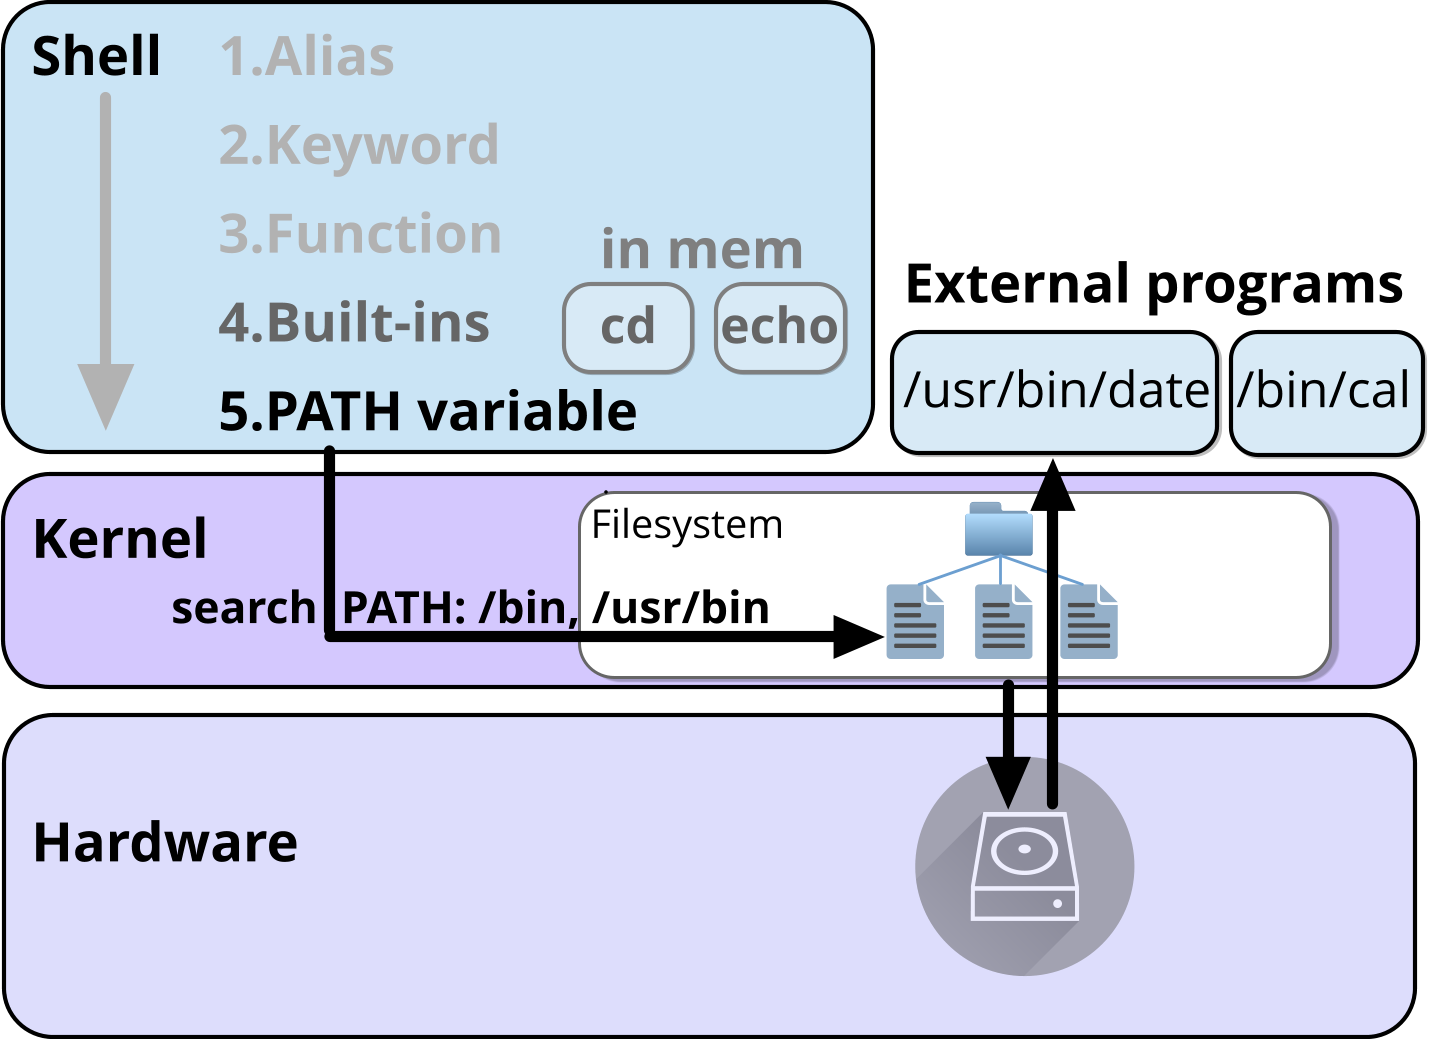 Shell
1.Alias
2.Keyword
3.Function
in mem
4.Built-ins
cd
echo
5.PATH variable
External programs
/usr/bin/date
/bin/cal
Kernel
Filesystem
search PATH: /bin, /usr/bin
Hardware